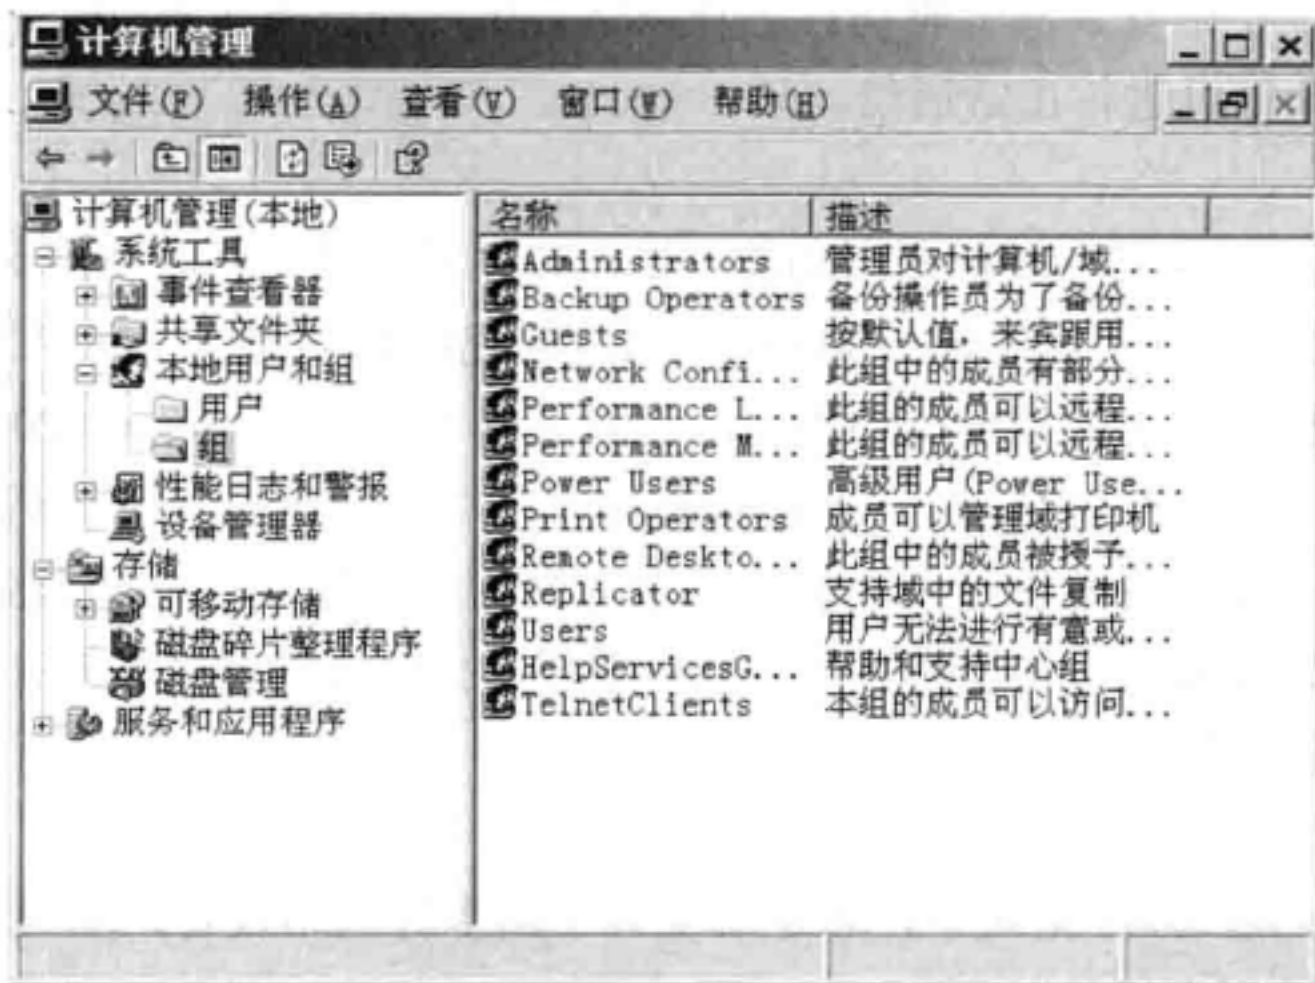 计算机管理
文件(F) 操作(A) 查看(V) 窗口(W) 帮助(H)
计算机管理(本地)
系统工具
事件查看器
共享文件夹
本地用户和组
用户
组
性能日志和警报
设备管理器
存储
可移动存储
磁盘碎片整理程序
磁盘管理
服务和应用程序
名称 描述
Administrators 管理员对计算机/域...
Backup Operators 备份操作员为了备份...
Guests 按默认值，来宾跟用...
Network Confi... 此组中的成员有部分...
Performance L... 此组的成员可以远程...
Performance M... 此组的成员可以远程...
Power Users 高级用户(Power Use...
Print Operators 成员可以管理域打印机
Remote Deskto... 此组中的成员被授予...
Replicator 支持域中的文件复制
Users 用户无法进行有意或...
HelpServicesG... 帮助和支持中心组
TelnetClients 本组的成员可以访问...